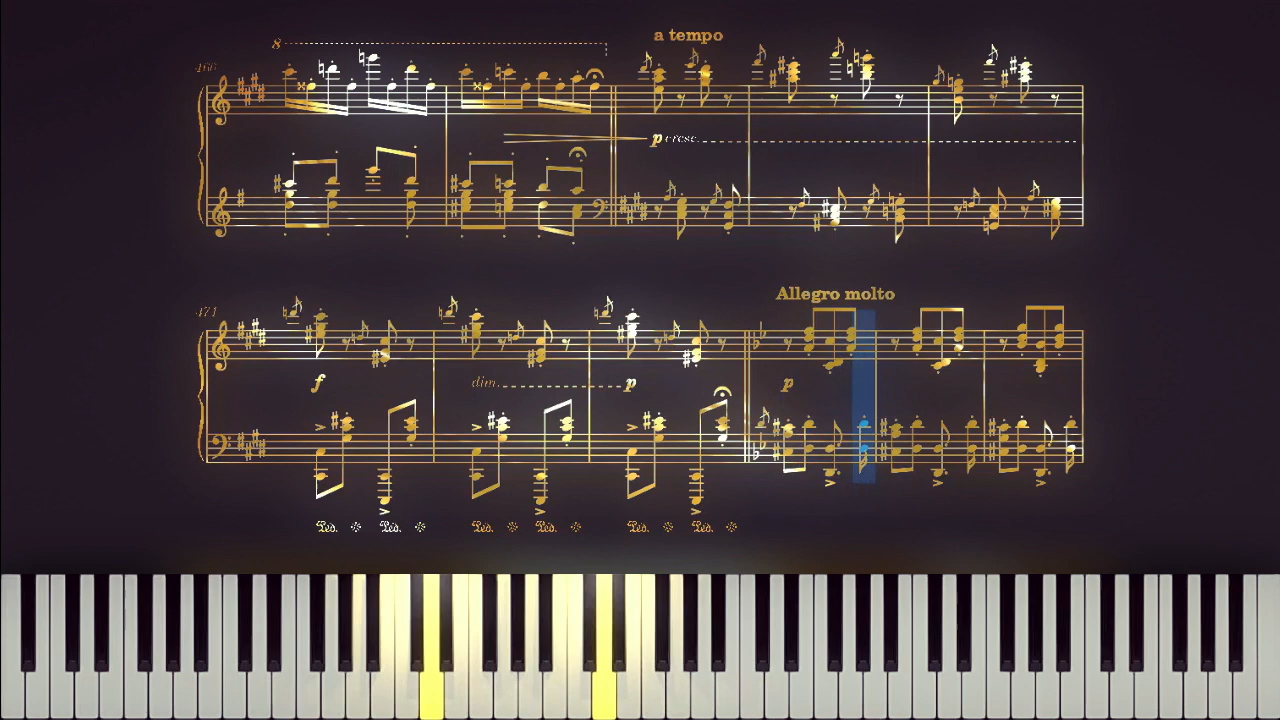 8
a tempo
466
p cresc.
471
Allegro molto
f
dim.
p
p
Ped. Ped. Ped. Ped. Ped. Ped.